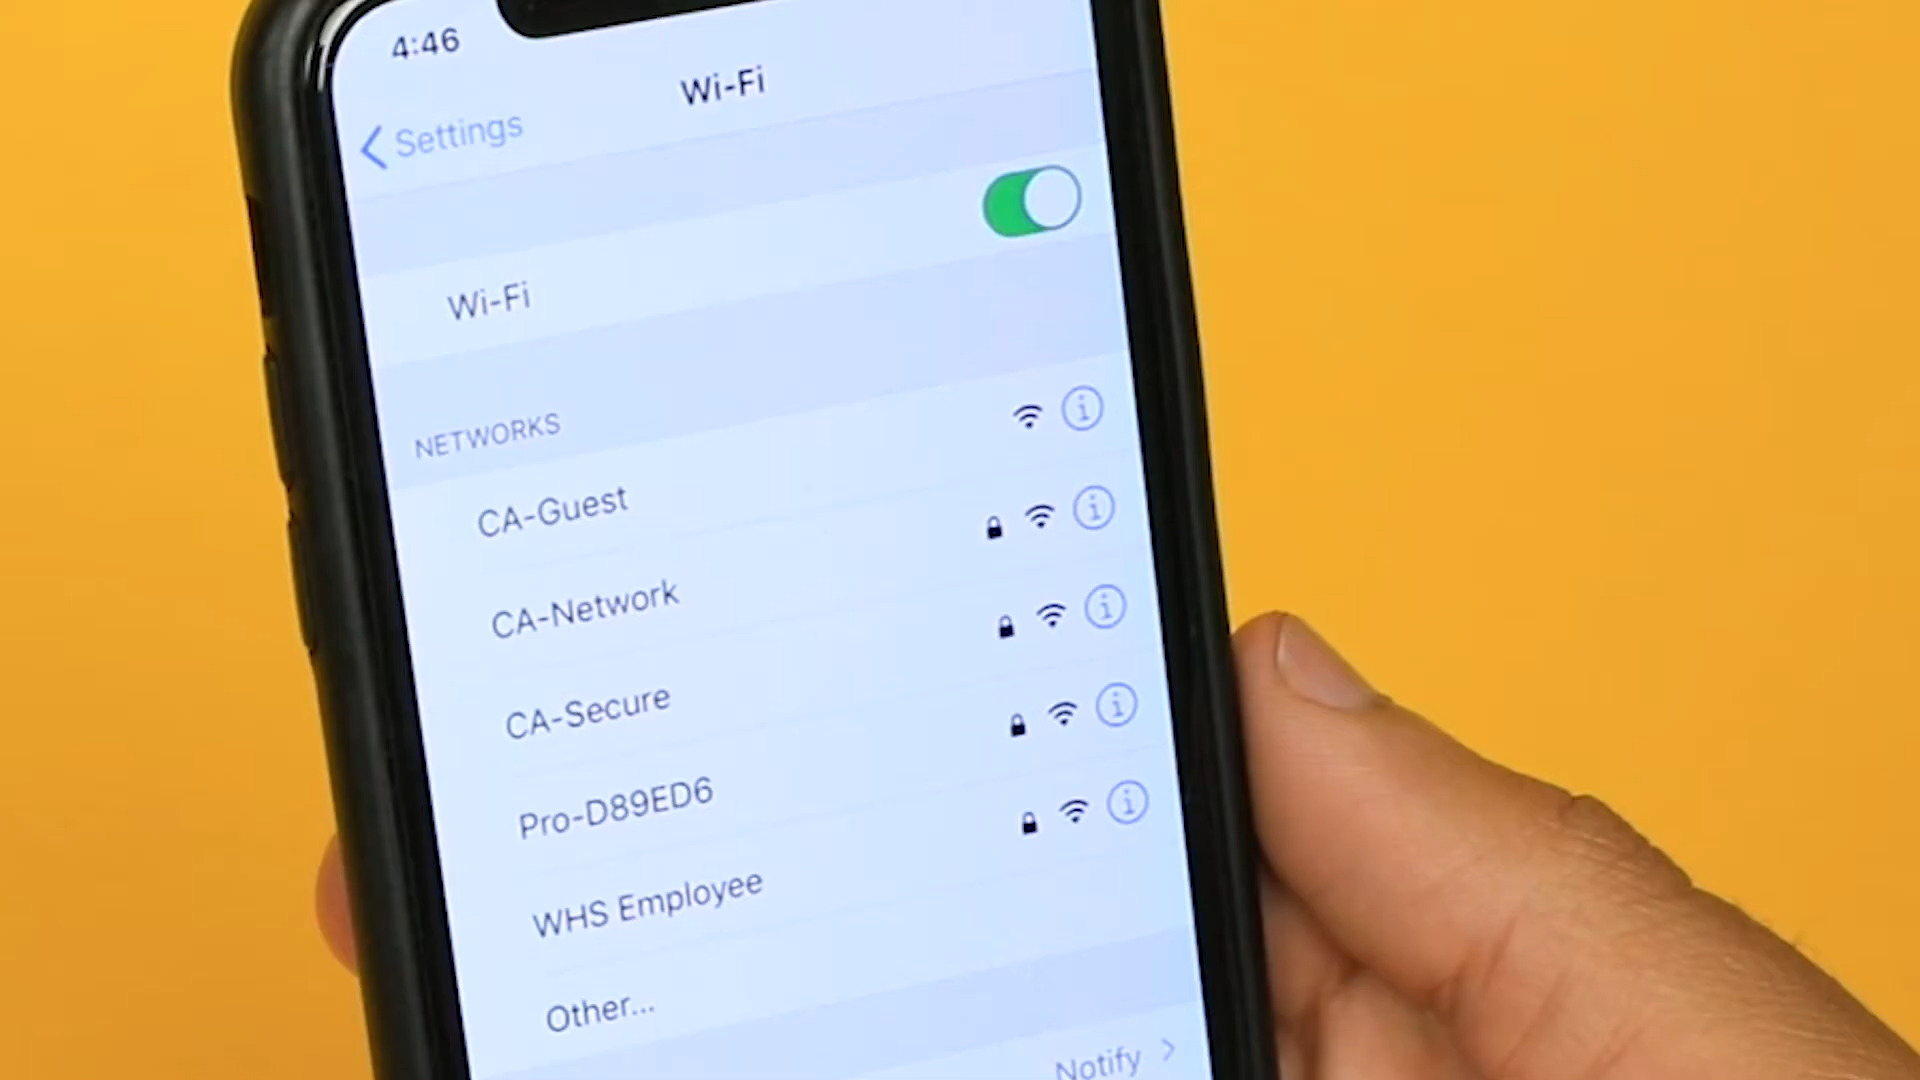 4:46
Wi-Fi
Settings
Wi-Fi
NETWORKS
CA-Guest
CA-Network
CA-Secure
Pro-D89ED6
WHS Employee
Other...
Notify